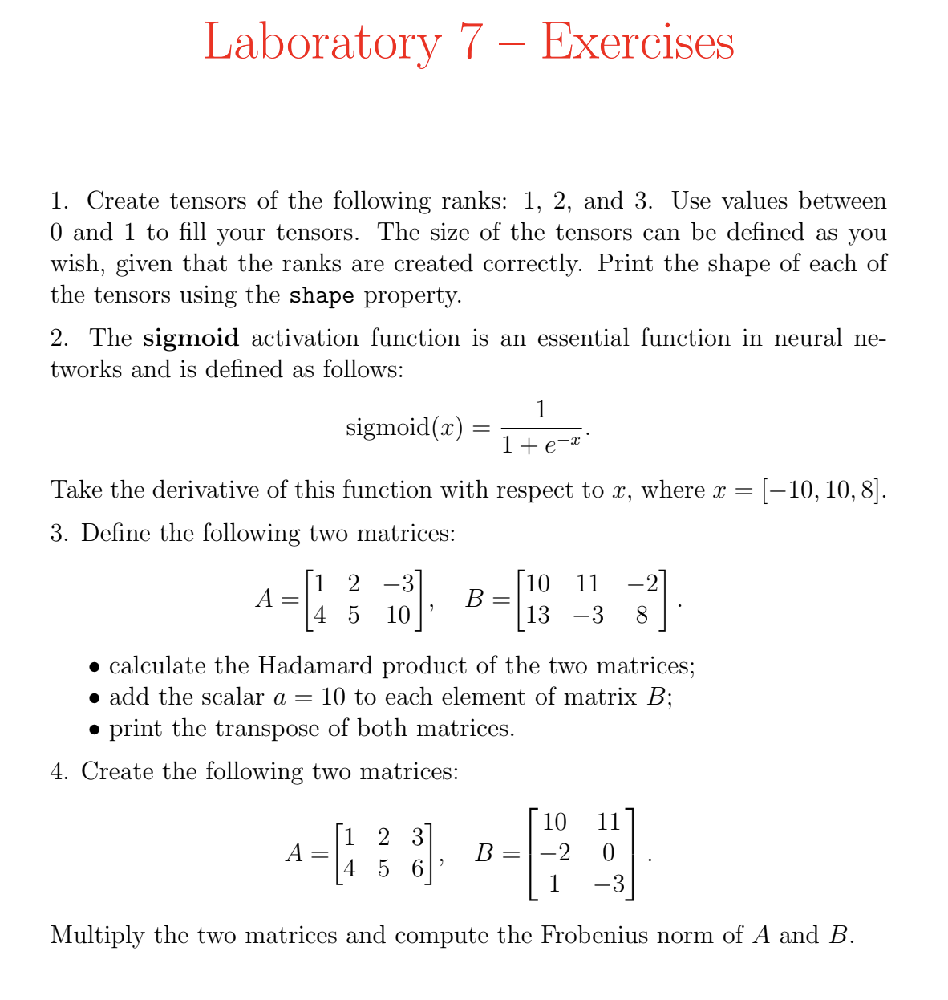 Laboratory 7 – Exercises
1. Create tensors of the following ranks: 1, 2, and 3. Use values between
0 and 1 to fill your tensors. The size of the tensors can be defined as you
wish, given that the ranks are created correctly. Print the shape of each of
the tensors using the shape property.
2. The sigmoid activation function is an essential function in neural ne-
tworks and is defined as follows:
sigmoid(x) = \frac{1}{1 + e^{-x}}.
Take the derivative of this function with respect to x, where x = [−10, 10, 8].
3. Define the following two matrices:
A = \begin{bmatrix} 1 & 2 & -3 \\ 4 & 5 & 10 \end{bmatrix}, B = \begin{bmatrix} 10 & 11 & -2 \\ 13 & -3 & 8 \end{bmatrix}.
• calculate the Hadamard product of the two matrices;
• add the scalar a = 10 to each element of matrix B;
• print the transpose of both matrices.
4. Create the following two matrices:
A = \begin{bmatrix} 1 & 2 & 3 \\ 4 & 5 & 6 \end{bmatrix}, B = \begin{bmatrix} 10 & 11 \\ -2 & 0 \\ 1 & -3 \end{bmatrix}.
Multiply the two matrices and compute the Frobenius norm of A and B.